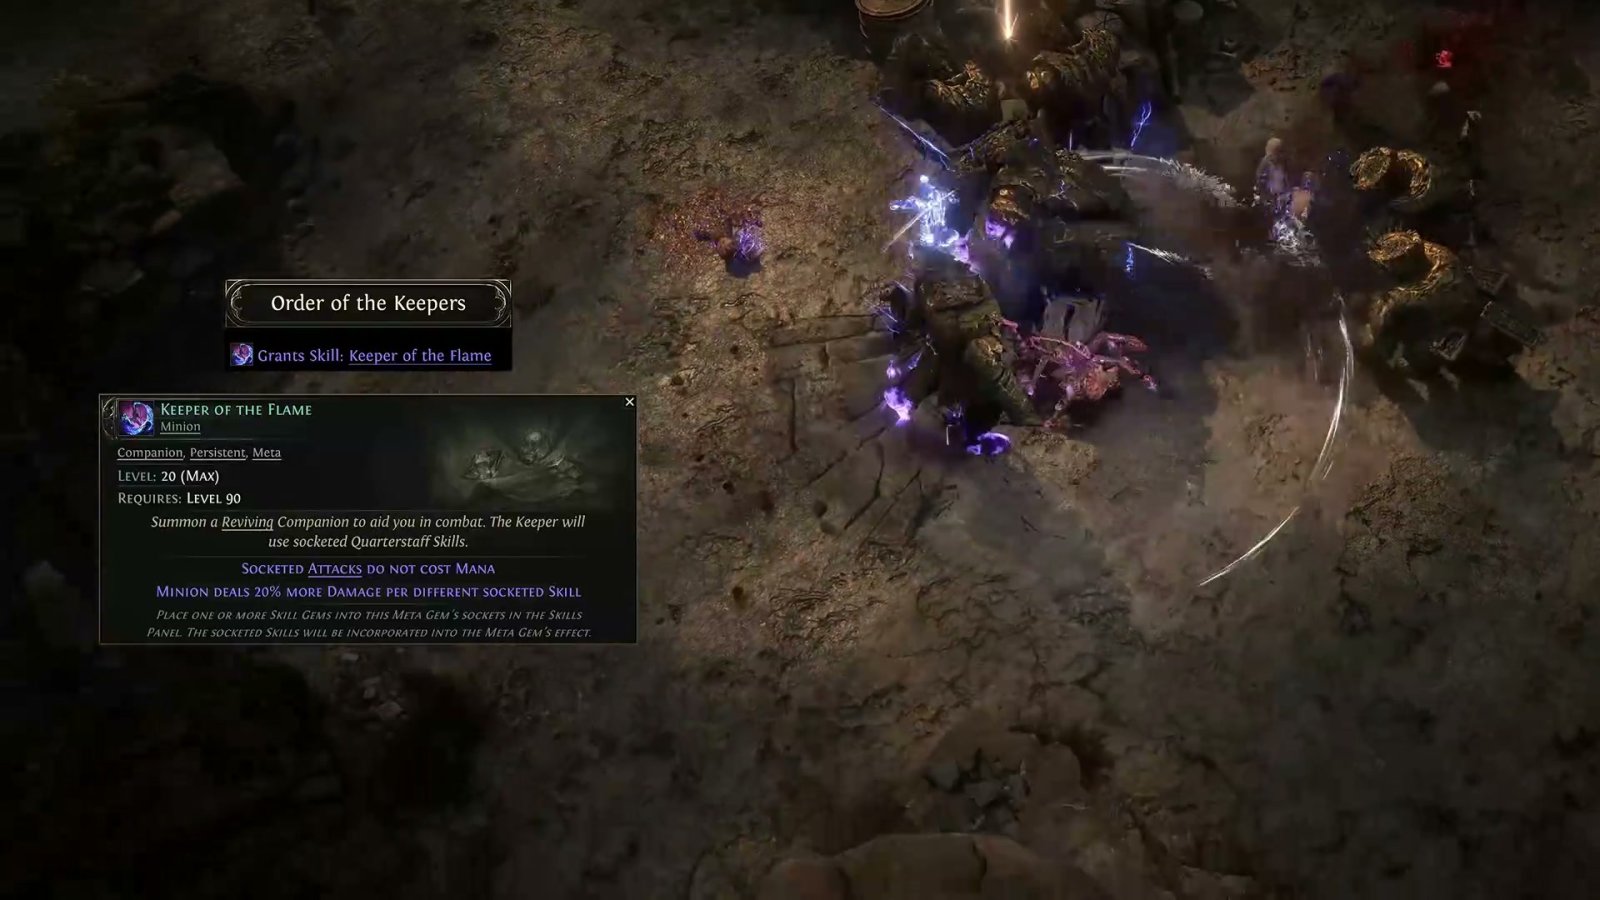 Order of the Keepers
Grants Skill: Keeper of the Flame
Keeper of the Flame
Minion
Companion, Persistent, Meta
Level: 20 (Max)
Requires: Level 90
Summon a Reviving Companion to aid you in combat. The Keeper will
use socketed Quarterstaff Skills.
Socketed Attacks do not cost Mana
Minion deals 20% more Damage per different socketed Skill
Place one or more Skill Gems into this Meta Gem's sockets in the Skills
Panel. The socketed Skills will be incorporated into the Meta Gem's effect.